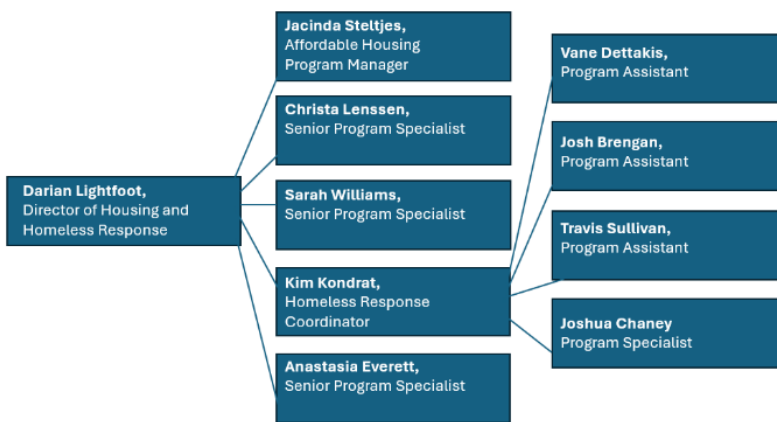 Darian Lightfoot,
Director of Housing and
Homeless Response
Jacinda Steltjes,
Affordable Housing
Program Manager
Christa Lenssen,
Senior Program Specialist
Sarah Williams,
Senior Program Specialist
Kim Kondrat,
Homeless Response
Coordinator
Anastasia Everett,
Senior Program Specialist
Vane Dettakis,
Program Assistant
Josh Brengan,
Program Assistant
Travis Sullivan,
Program Assistant
Joshua Chaney
Program Specialist